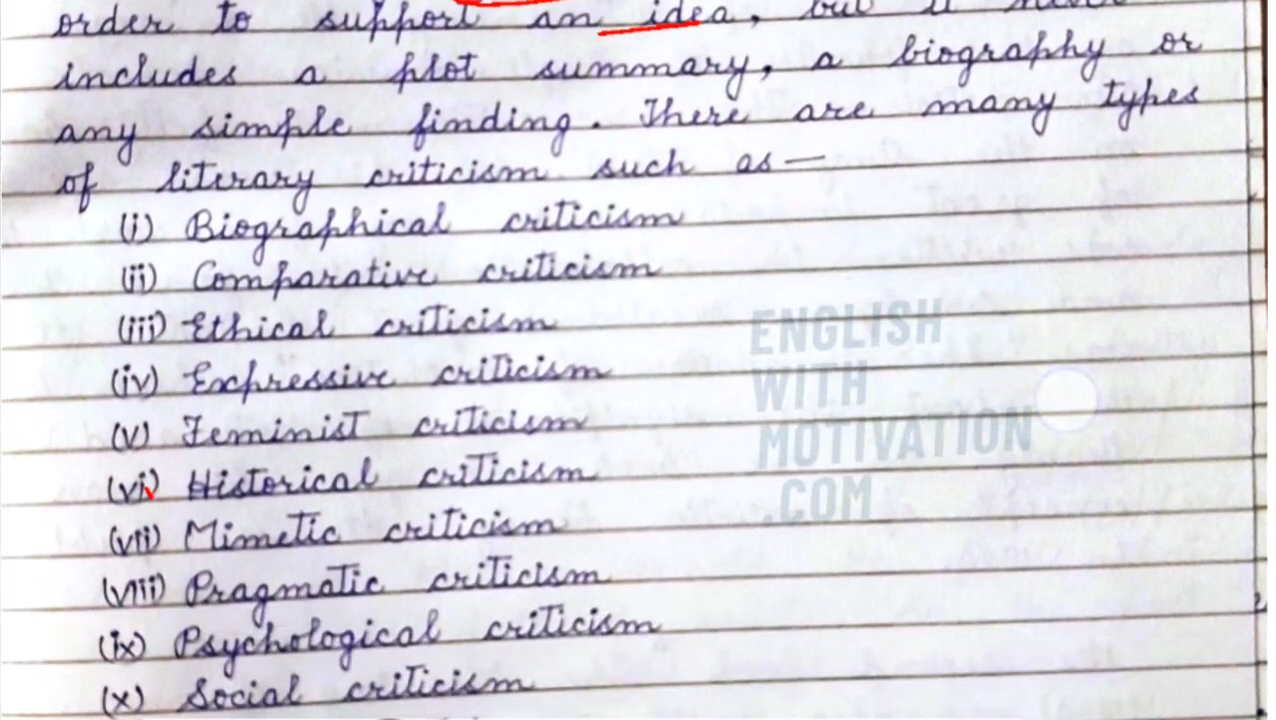 order to support an idea, but it
includes a plot summary, a biography or
any simple finding. There are many types
of literary criticism such as—
(i) Biographical criticism
(ii) Comparative criticism
(iii) Ethical criticism
(iv) Expressive criticism
(v) Feminist criticism
(vi) Historical criticism
(vii) Mimetic criticism
(viii) Pragmatic criticism
(ix) Psychological criticism
(x) Social criticism
ENGLISH
WITH
MOTIVATION
.COM